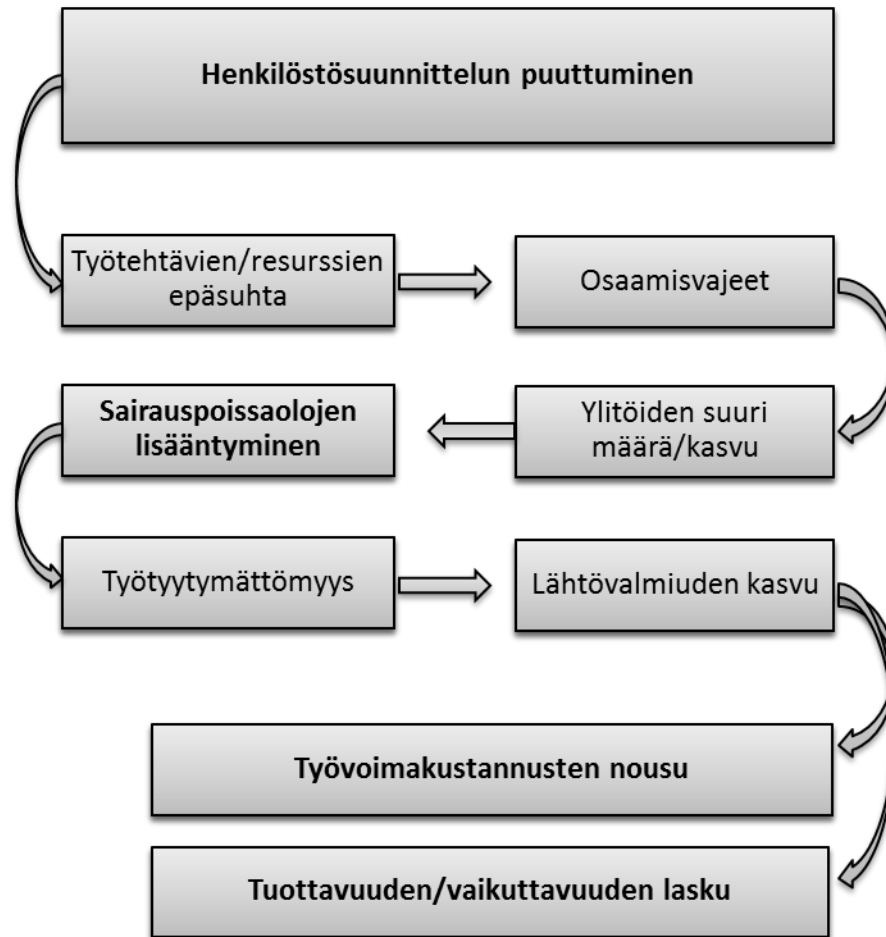 Henkilöstösuunnittelun puuttuminen
Työtehtävien/resurssien
epäsuhta
Osaamisvajeet
Sairauspoissaolojen
lisääntyminen
Ylitöiden suuri
määrä/kasvu
Työtyytymättömyys
Lähtövalmiuden kasvu
Työvoimakustannusten nousu
Tuottavuuden/vaikuttavuuden lasku